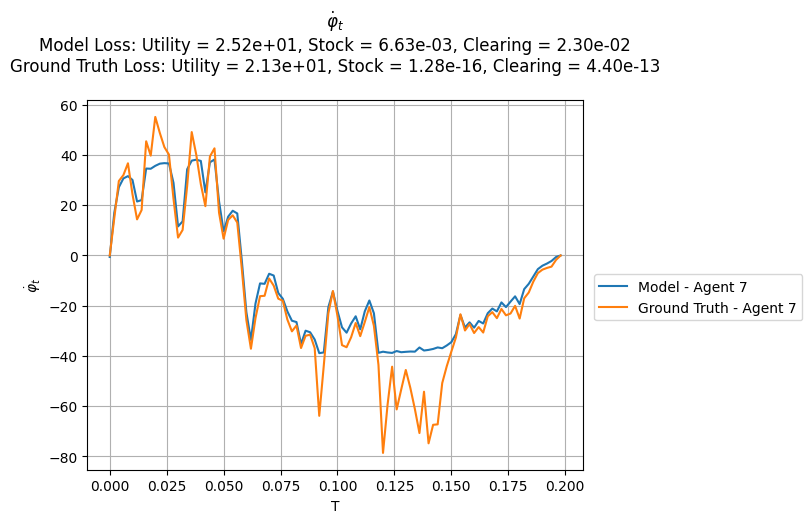 φ̇ₜ
Model Loss: Utility = 2.52e+01, Stock = 6.63e-03, Clearing = 2.30e-02
Ground Truth Loss: Utility = 2.13e+01, Stock = 1.28e-16, Clearing = 4.40e-13
60
40
20
0
−20
−40
−60
−80
φ̇ₜ
0.000
0.025
0.050
0.075
0.100
0.125
0.150
0.175
0.200
T
Model - Agent 7
Ground Truth - Agent 7